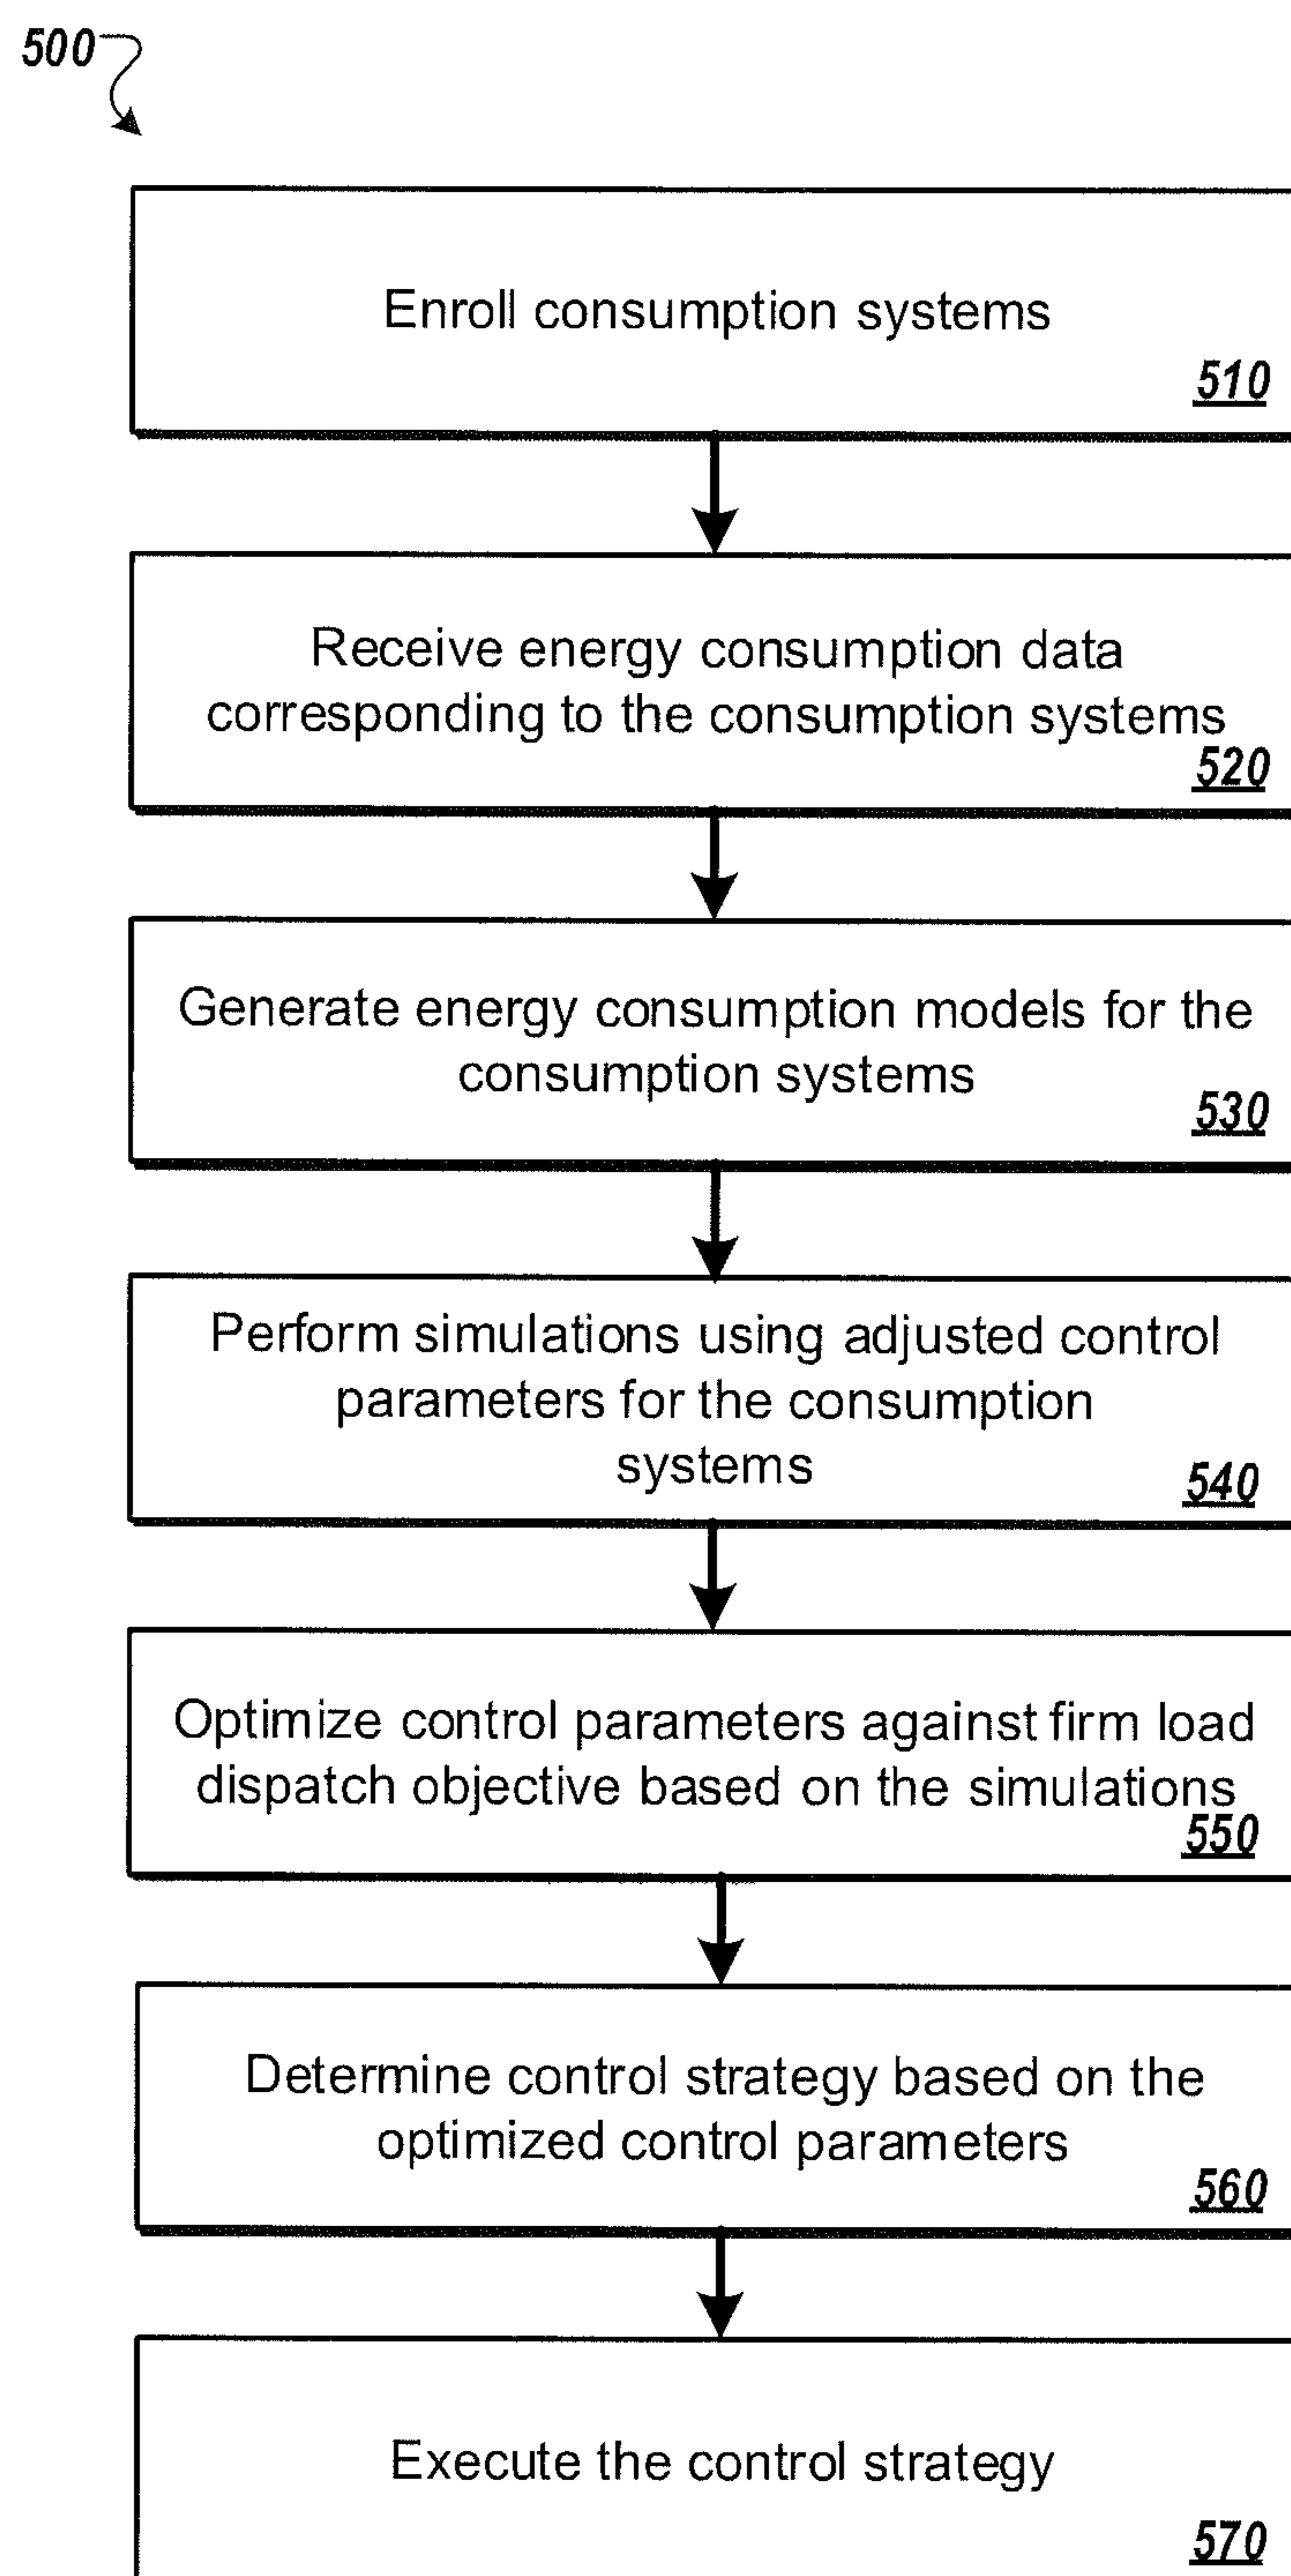 500
Enroll consumption systems
510
Receive energy consumption data
corresponding to the consumption systems
520
Generate energy consumption models for the
consumption systems
530
Perform simulations using adjusted control
parameters for the consumption
systems
540
Optimize control parameters against firm load
dispatch objective based on the simulations
550
Determine control strategy based on the
optimized control parameters
560
Execute the control strategy
570